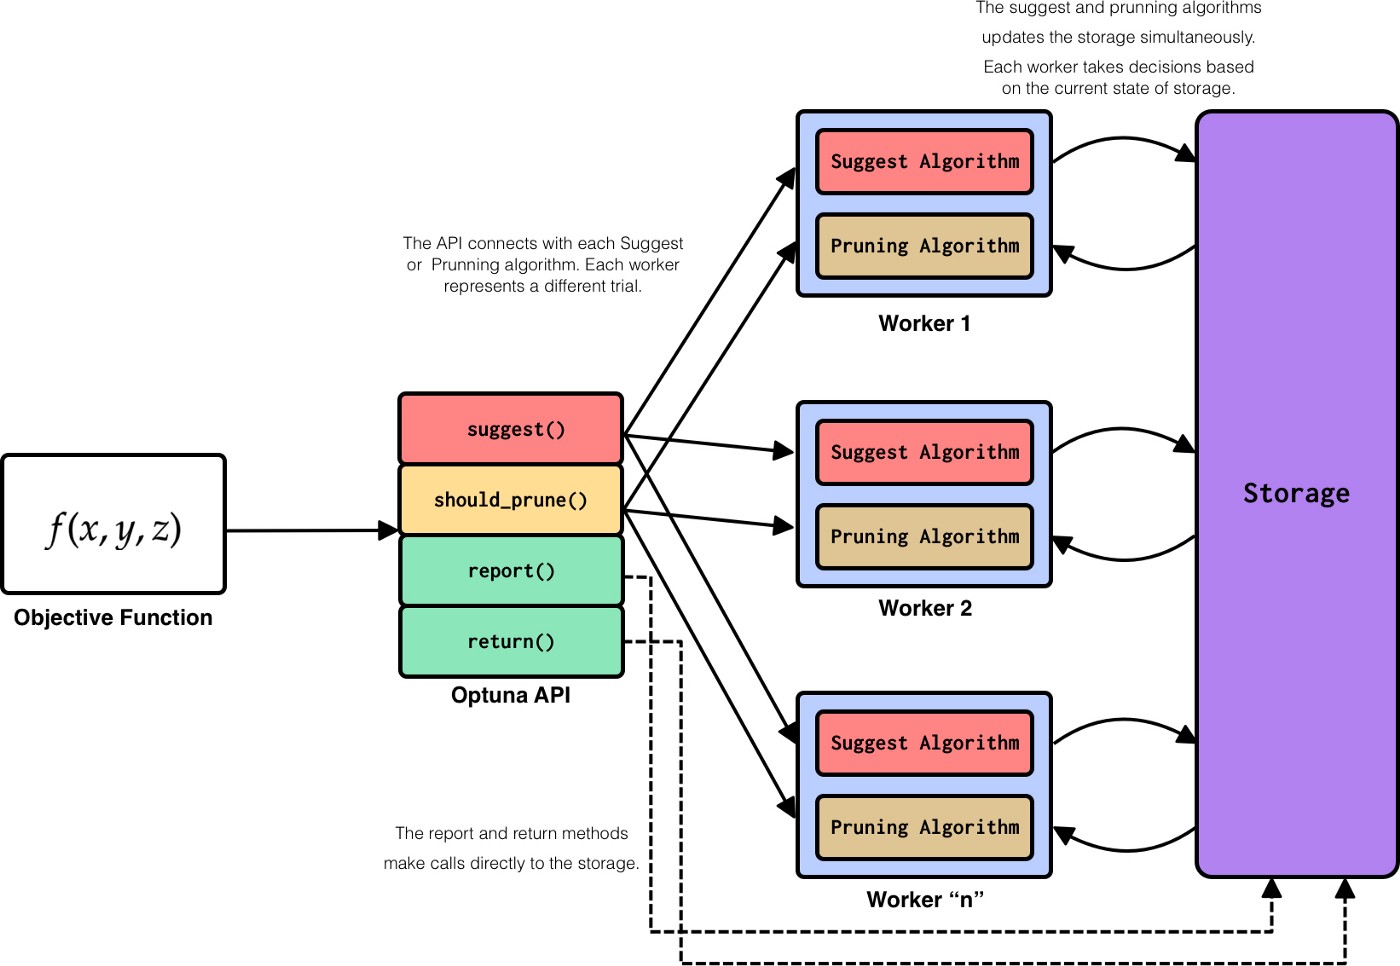 The suggest and prunning algorithms
updates the storage simultaneously.
Each worker takes decisions based
on the current state of storage.
Suggest Algorithm
Pruning Algorithm
Worker 1
The API connects with each Suggest
or Prunning algorithm. Each worker
represents a different trial.
suggest()
should_prune()
report()
return()
Optuna API
f(x, y, z)
Objective Function
Suggest Algorithm
Pruning Algorithm
Worker 2
Storage
Suggest Algorithm
Pruning Algorithm
Worker “n”
The report and return methods
make calls directly to the storage.